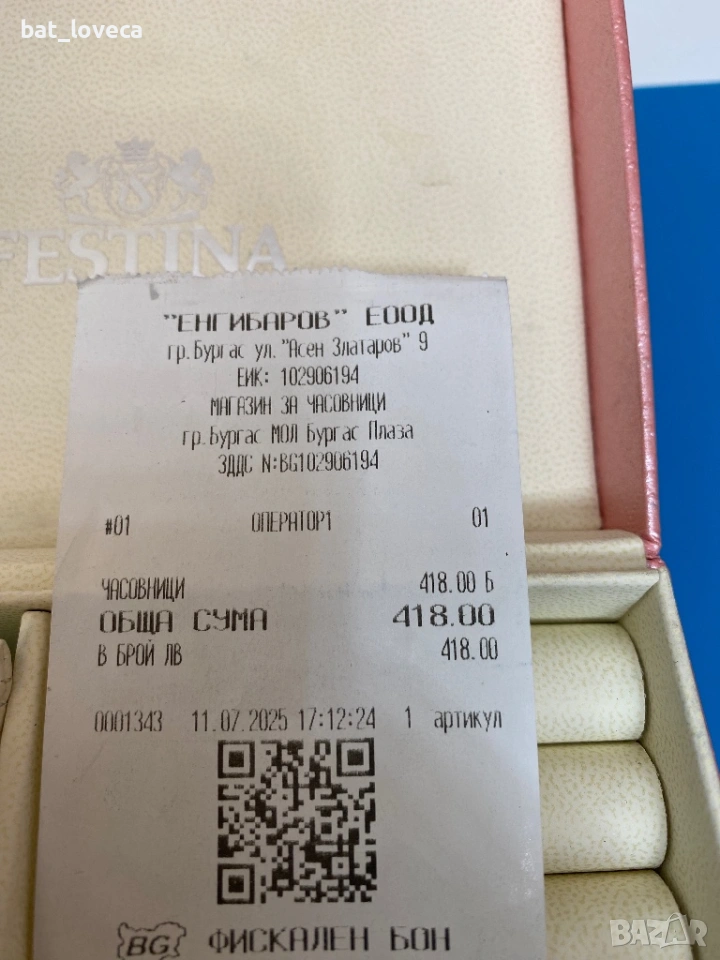 bat_loveca
FESTINA
"ЕНГИБАРОВ" ЕООД
гр.Бургас ул."Асен Златаров" 9
ЕИК: 102906194
МАГАЗИН ЗА ЧАСОВНИЦИ
гр.Бургас МОЛ Бургас Плаза
ЗДДС N:BG102906194
#01 ОПЕРАТОР1 01
ЧАСОВНИЦИ 418.00 Б
ОБЩА СУМА 418.00
В БРОЙ ЛВ 418.00
0001343 11.07.2025 17:12:24 1 артикул
BG ФИСКАЛЕН БОН
BAZAR